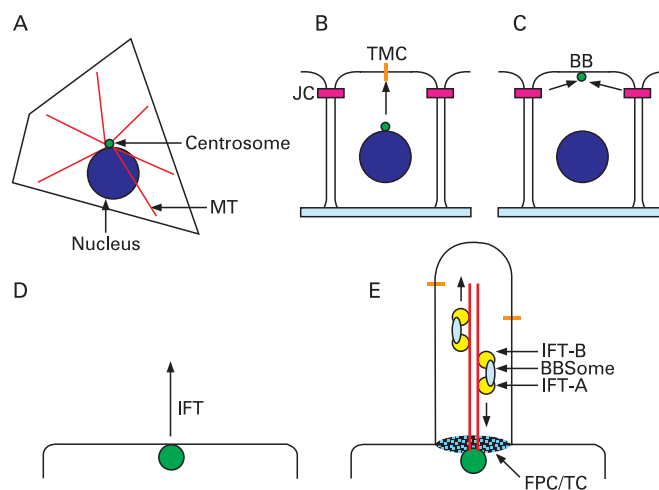 A
Centrosome
MT
Nucleus
B
TMC
JC
C
BB
D
IFT
E
IFT-B
BBSome
IFT-A
FPC/TC